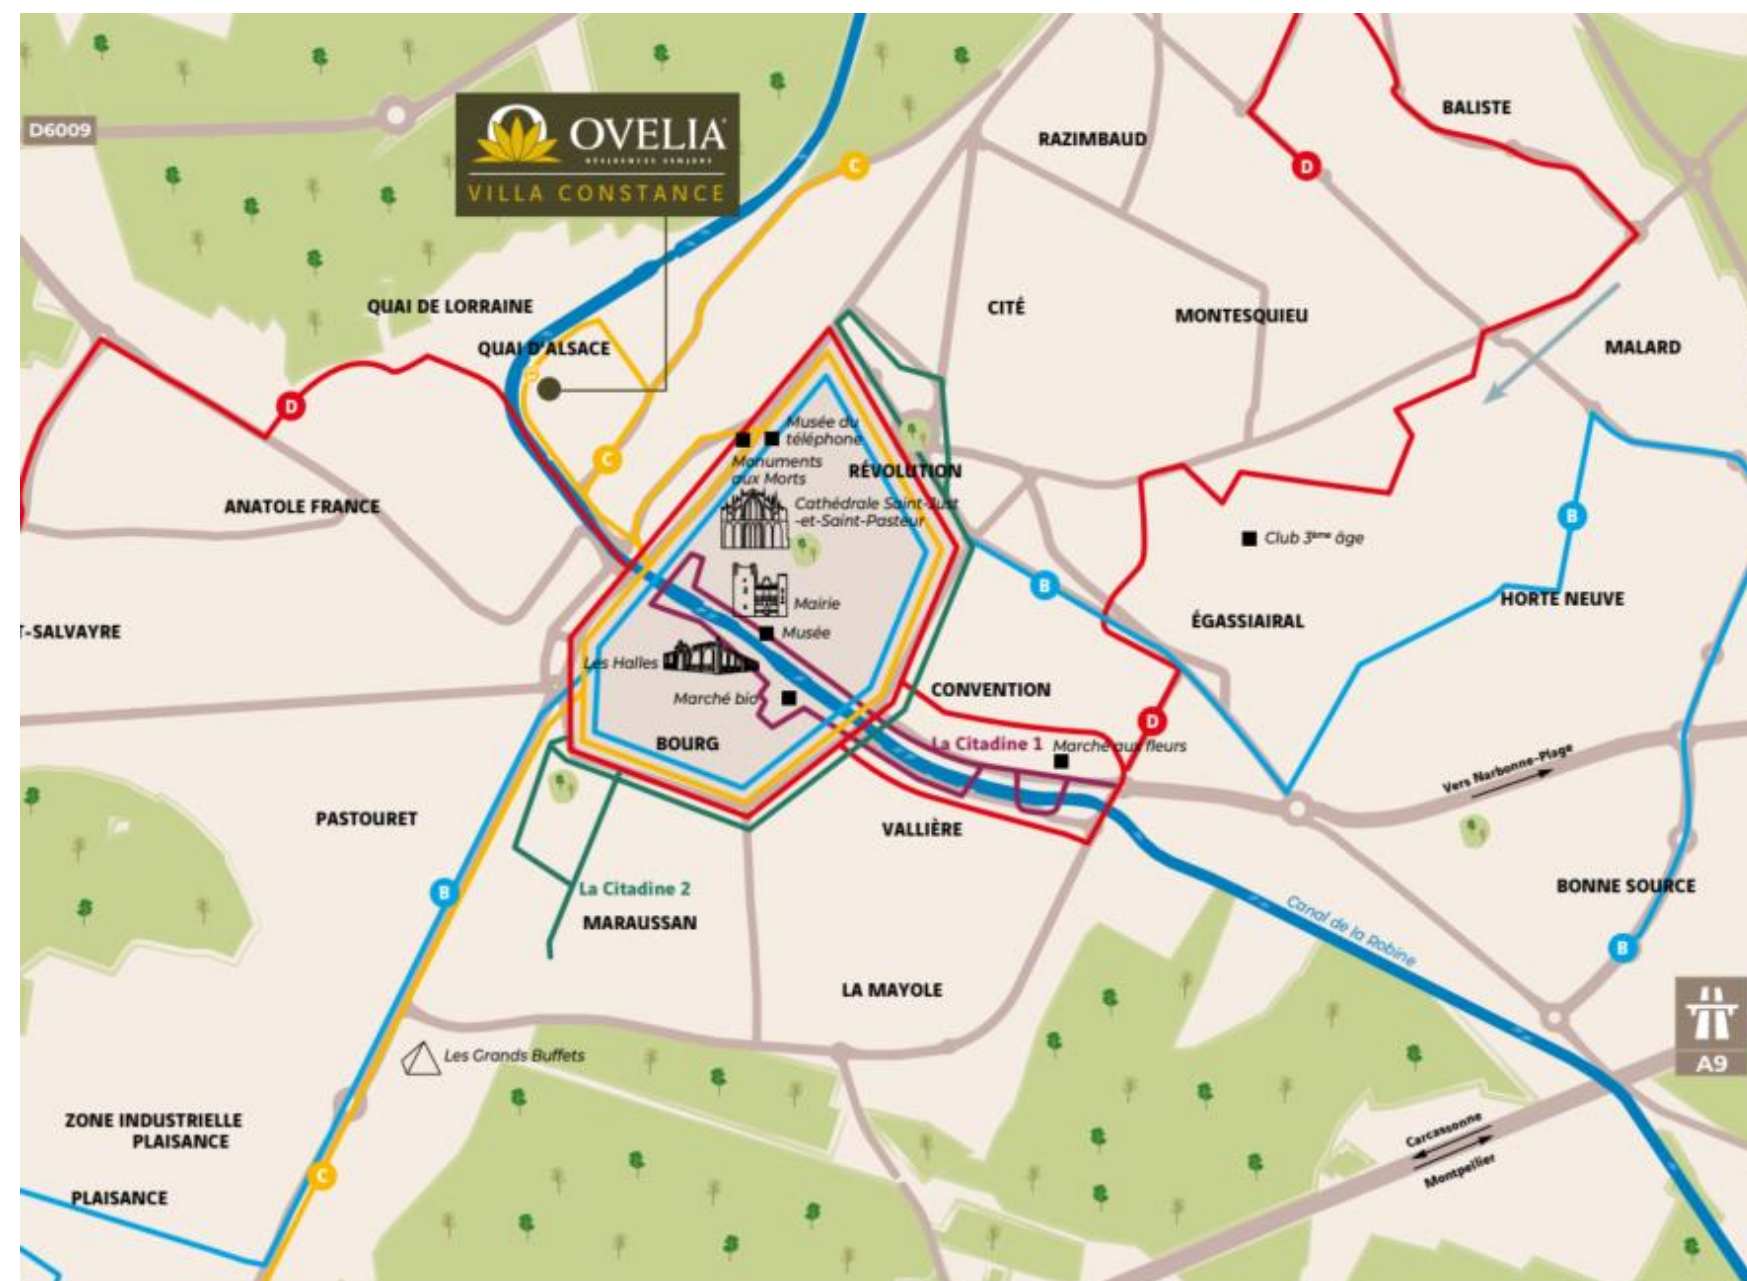 D6009
OVELIA
RÉSIDENCES SENIORS
VILLA CONSTANCE
C
D
BALISTE
RAZIMBAUD
QUAI DE LORRAINE
CITÉ
MONTESQUIEU
QUAI D'ALSACE
MALARD
C
D
Musée du
téléphone
C
Monuments
aux Morts
RÉVOLUTION
ANATOLE FRANCE
Cathédrale Saint-Just
-et-Saint-Pasteur
B
Club 3ème âge
B
Mairie
HORTE NEUVE
ÉGASSIAIRAL
T-SALVAYRE
Musée
Les Halles
Marché bio
CONVENTION
D
BOURG
La Citadine 1
Marché aux fleurs
Vers Narbonne-Plage
PASTOURET
VALLIÈRE
B
La Citadine 2
MARAUSSAN
BONNE SOURCE
Canal de la Robine
B
LA MAYOLE
Les Grands Buffets
A9
ZONE INDUSTRIELLE
PLAISANCE
Carcassonne
Montpellier
C
PLAISANCE